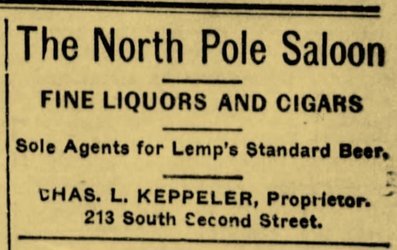 The North Pole Saloon
FINE LIQUORS AND CIGARS
Sole Agents for Lemp's Standard Beer.
CHAS. L. KEPPELER, Proprietor.
213 South Second Street.